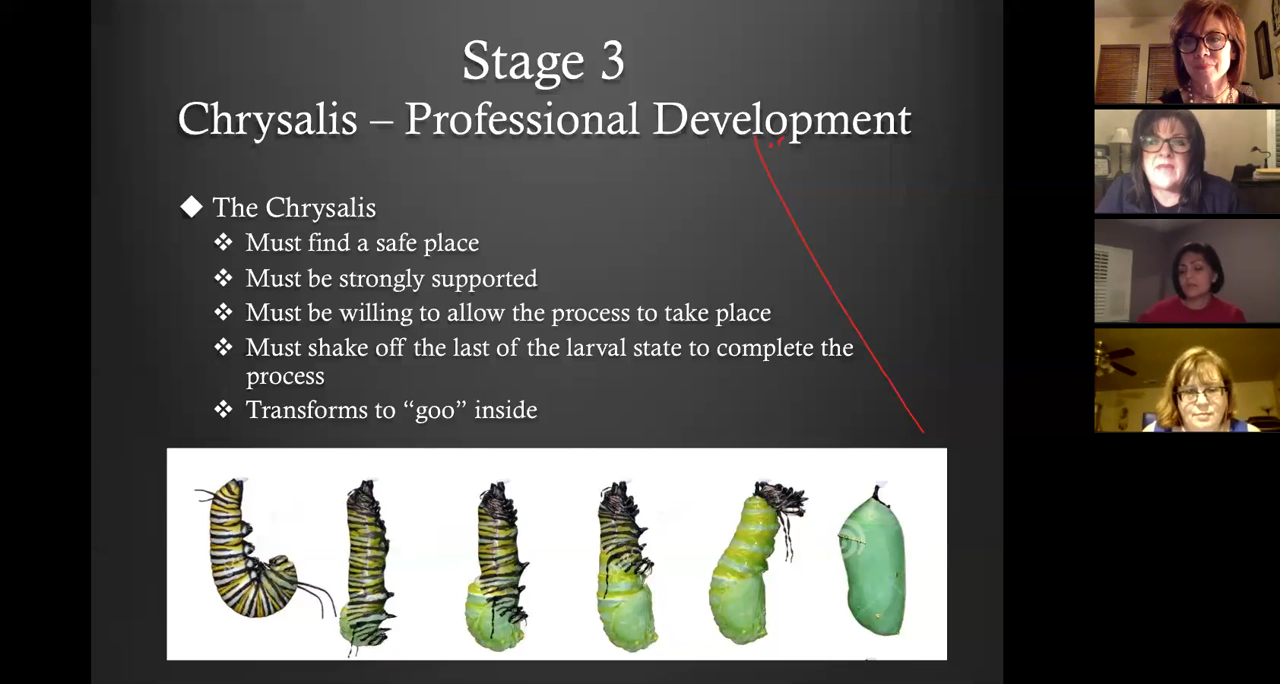 Stage 3
Chrysalis – Professional Development
The Chrysalis
Must find a safe place
Must be strongly supported
Must be willing to allow the process to take place
Must shake off the last of the larval state to complete the
process
Transforms to “goo” inside